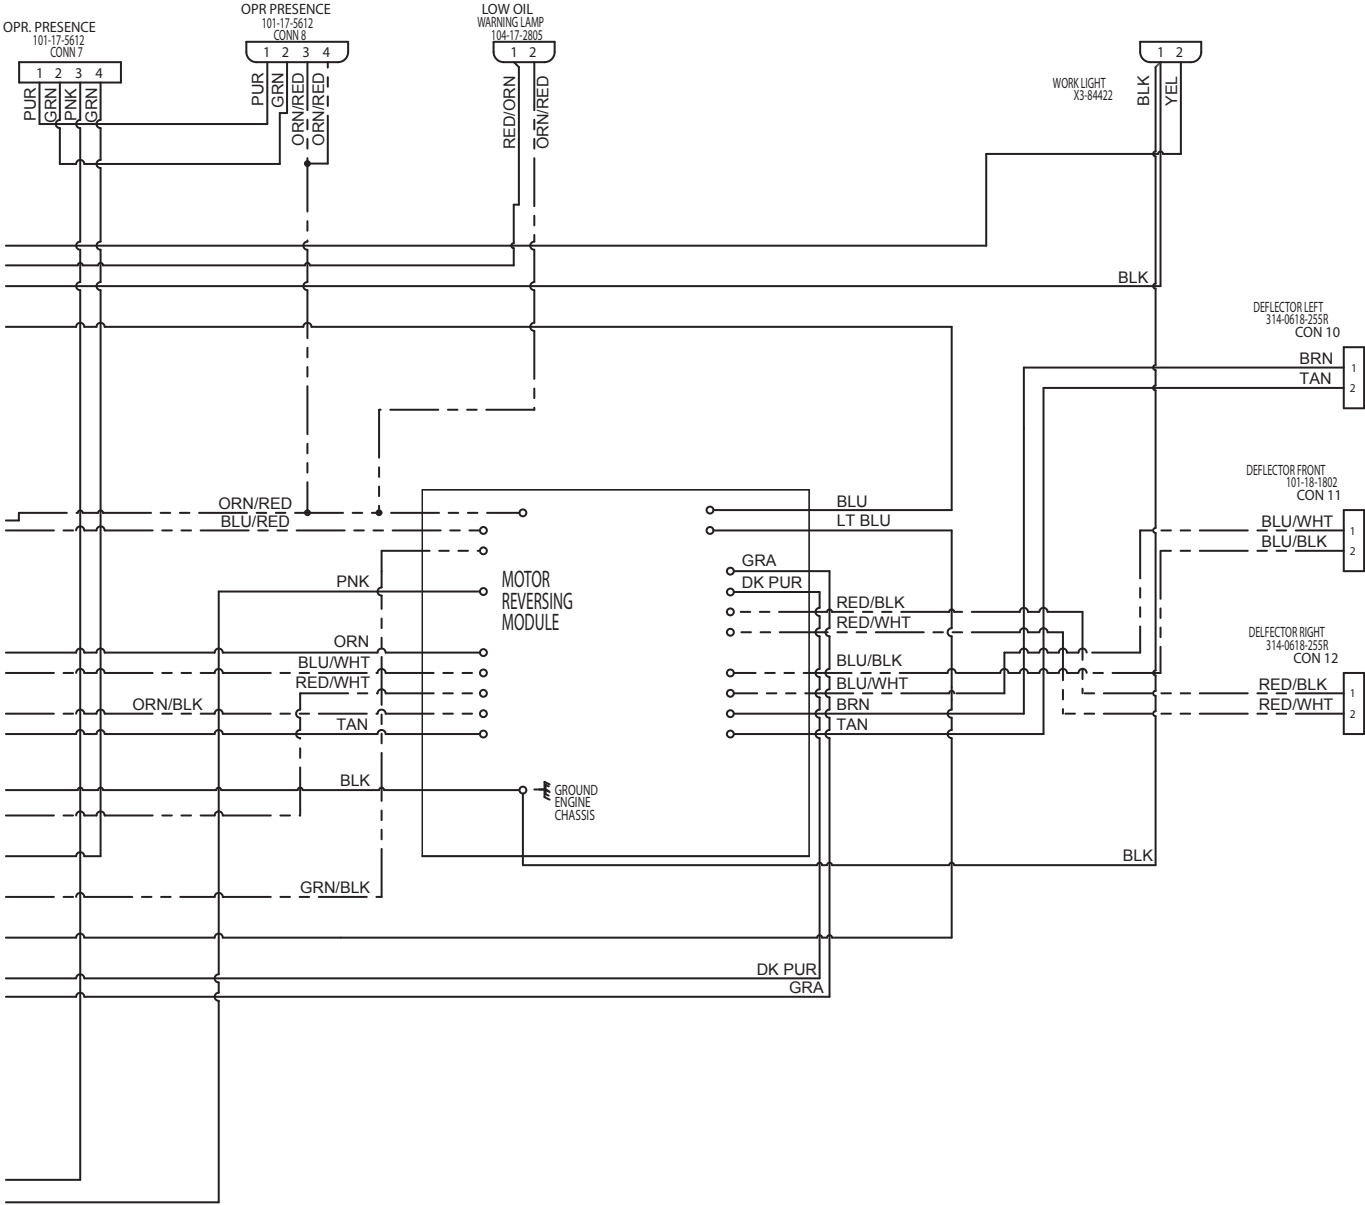 OPR. PRESENCE
101-17-5612
CONN 7
1 2 3 4
PUR
GRN
PNK
GRN
OPR PRESENCE
101-17-5612
CONN 8
1 2 3 4
PUR
GRN
ORN/RED
ORN/RED
LOW OIL
WARNING LAMP
104-17-2805
1 2
RED/ORN
ORN/RED
WORK LIGHT
X3-84422
1 2
BLK
YEL
BLK
DEFLECTOR LEFT
314-0618-255R
CON 10
BRN 1
TAN 2
DEFLECTOR FRONT
101-18-1802
CON 11
BLU/WHT 1
BLU/BLK 2
DELFECTOR RIGHT
314-0618-255R
CON 12
RED/BLK 1
RED/WHT 2
ORN/RED
BLU/RED
PNK
ORN
BLU/WHT
RED/WHT
ORN/BLK
TAN
BLK
GRN/BLK
MOTOR
REVERSING
MODULE
GROUND
ENGINE
CHASSIS
BLU
LT BLU
GRA
DK PUR
RED/BLK
RED/WHT
BLU/BLK
BLU/WHT
BRN
TAN
BLK
DK PUR
GRA